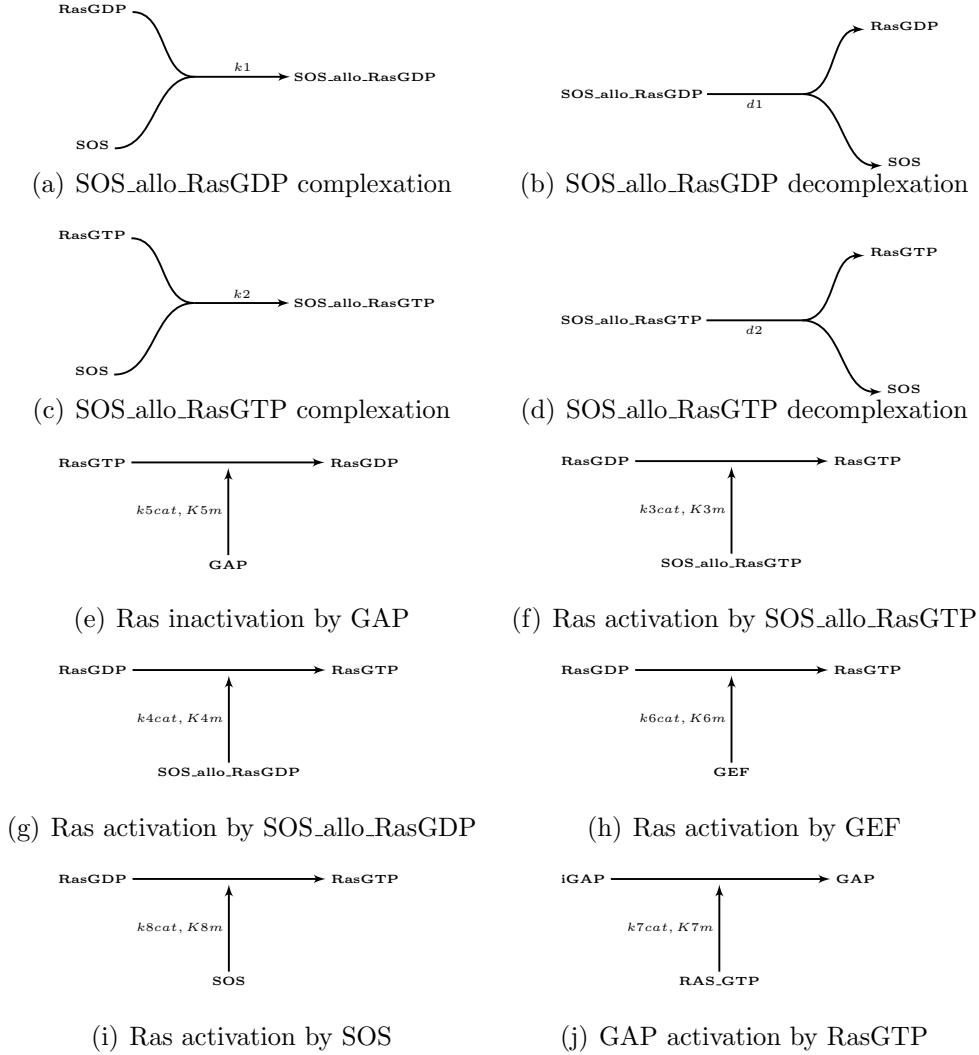 RasGDP
k1
SOS_allo_RasGDP
SOS
(a) SOS_allo_RasGDP complexation
RasGDP
SOS_allo_RasGDP
d1
SOS
(b) SOS_allo_RasGDP decomplexation
RasGTP
k2
SOS_allo_RasGTP
SOS
(c) SOS_allo_RasGTP complexation
RasGTP
SOS_allo_RasGTP
d2
SOS
(d) SOS_allo_RasGTP decomplexation
RasGTP RasGDP
k5cat, K5m
GAP
(e) Ras inactivation by GAP
RasGDP RasGTP
k3cat, K3m
SOS_allo_RasGTP
(f) Ras activation by SOS_allo_RasGTP
RasGDP RasGTP
k4cat, K4m
SOS_allo_RasGDP
(g) Ras activation by SOS_allo_RasGDP
RasGDP RasGTP
k6cat, K6m
GEF
(h) Ras activation by GEF
RasGDP RasGTP
k8cat, K8m
SOS
(i) Ras activation by SOS
iGAP GAP
k7cat, K7m
RAS_GTP
(j) GAP activation by RasGTP